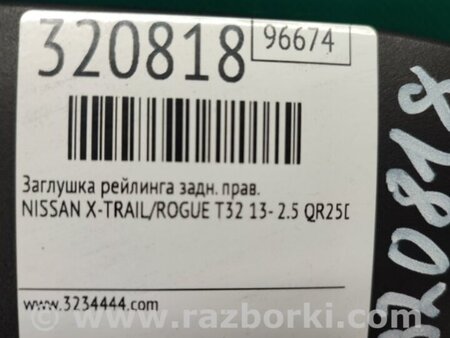 320818
96674
Заглушка рейлинга задн. прав.
NISSAN X-TRAIL/ROGUE T32 13- 2.5 QR25D
www.3234444.com
320818
www.razborki.com